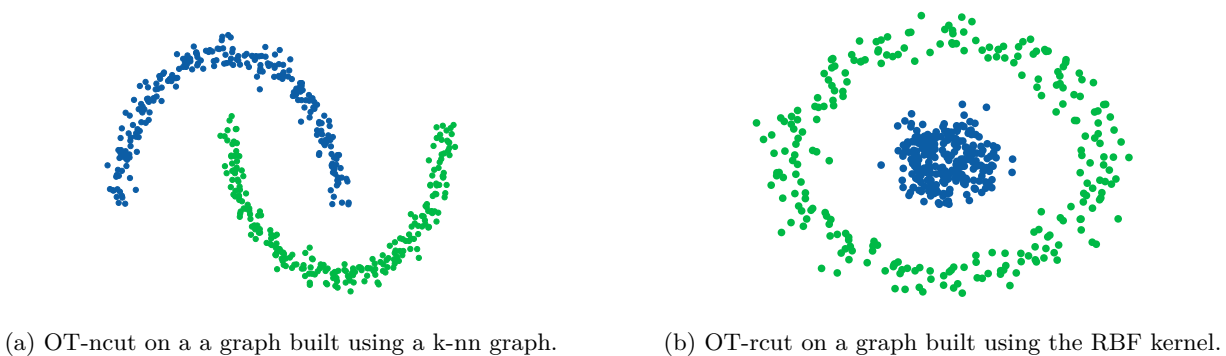 (a) OT-ncut on a a graph built using a k-nn graph.
(b) OT-rcut on a graph built using the RBF kernel.